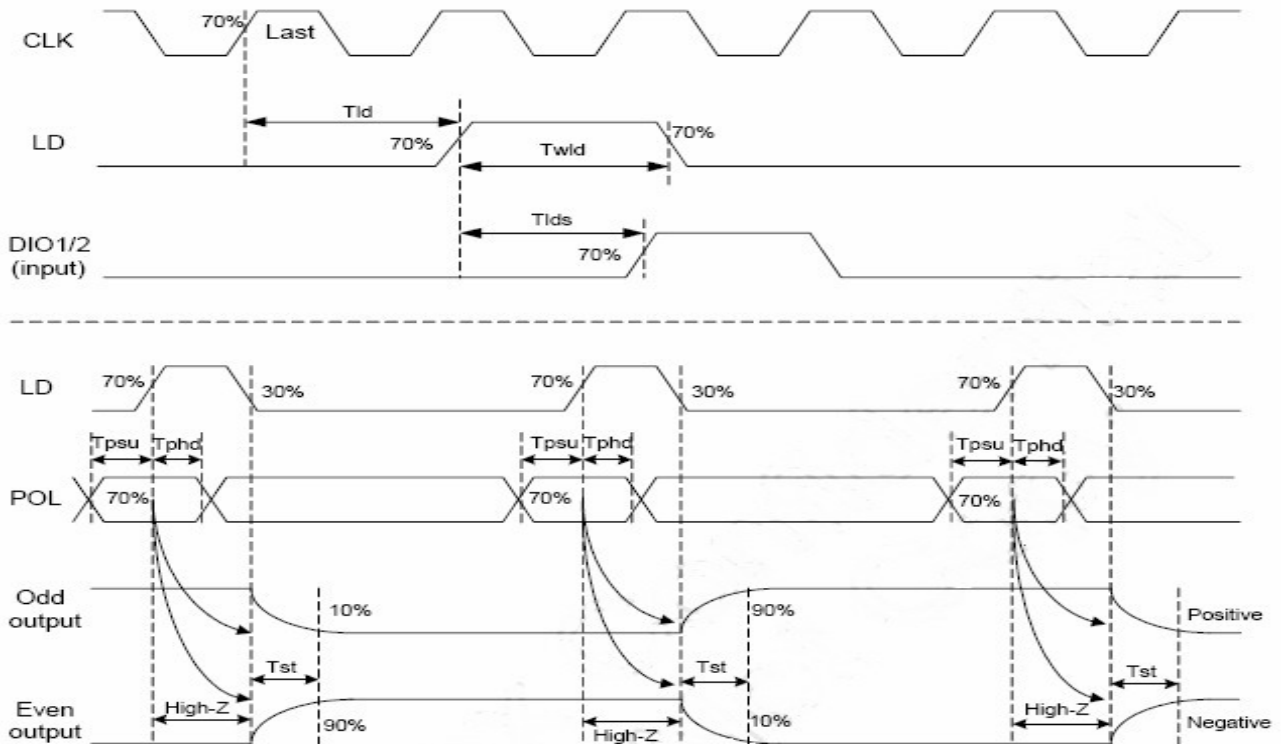 CLK
70%
Last
Tld
LD
70%
70%
Twld
Tlds
DIO1/2
(input)
70%
LD
70%
30%
70%
30%
70%
30%
Tpsu
Tphd
Tpsu
Tphd
Tpsu
Tphd
POL
70%
70%
70%
Odd
output
10%
90%
Positive
Tst
Tst
Tst
Even
output
High-Z
90%
High-Z
10%
High-Z
Negative